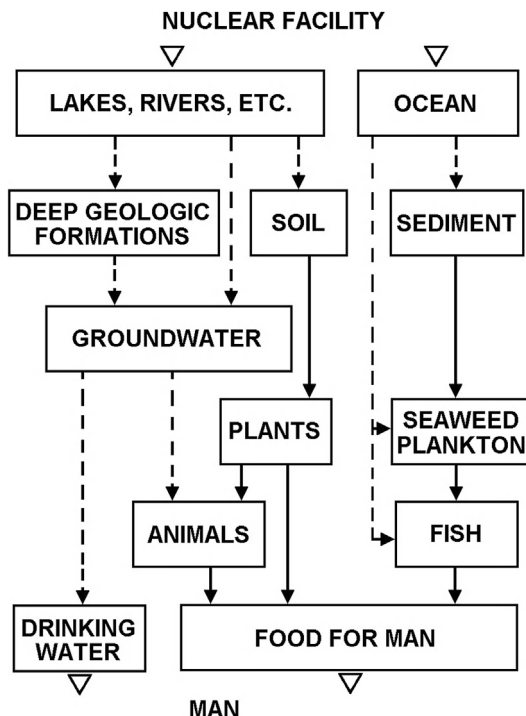 NUCLEAR FACILITY
LAKES, RIVERS, ETC.
OCEAN
DEEP GEOLOGIC
FORMATIONS
SOIL
SEDIMENT
GROUNDWATER
PLANTS
SEAWEED
PLANKTON
ANIMALS
FISH
DRINKING
WATER
FOOD FOR MAN
MAN